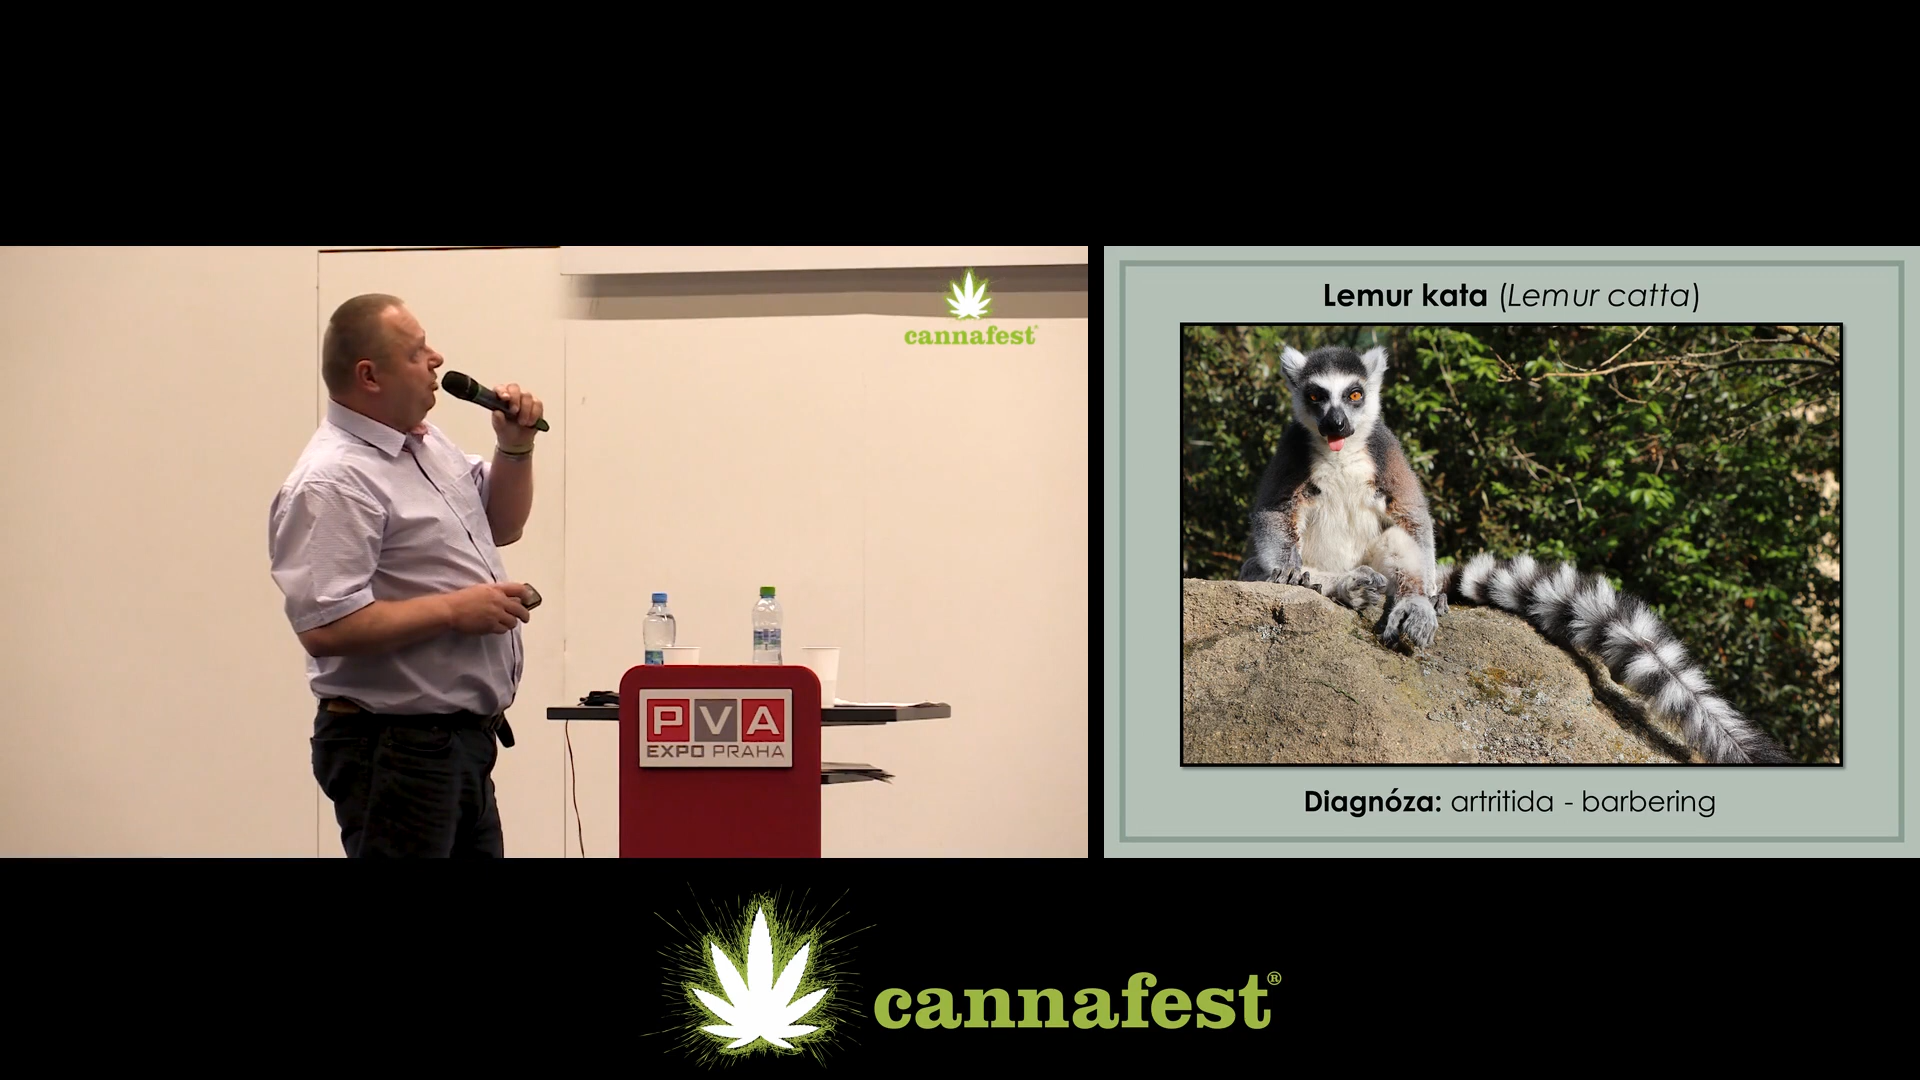 cannafest
Lemur kata (Lemur catta)
PVA
EXPO PRAHA
Diagnóza: artritida - barbering
cannafest®